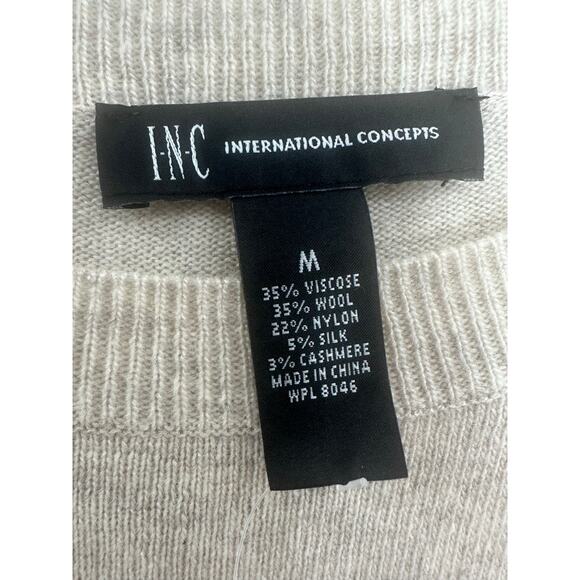 I-N-C INTERNATIONAL CONCEPTS
M
35% VISCOSE
35% WOOL
22% NYLON
5% SILK
3% CASHMERE
MADE IN CHINA
WPL 8046